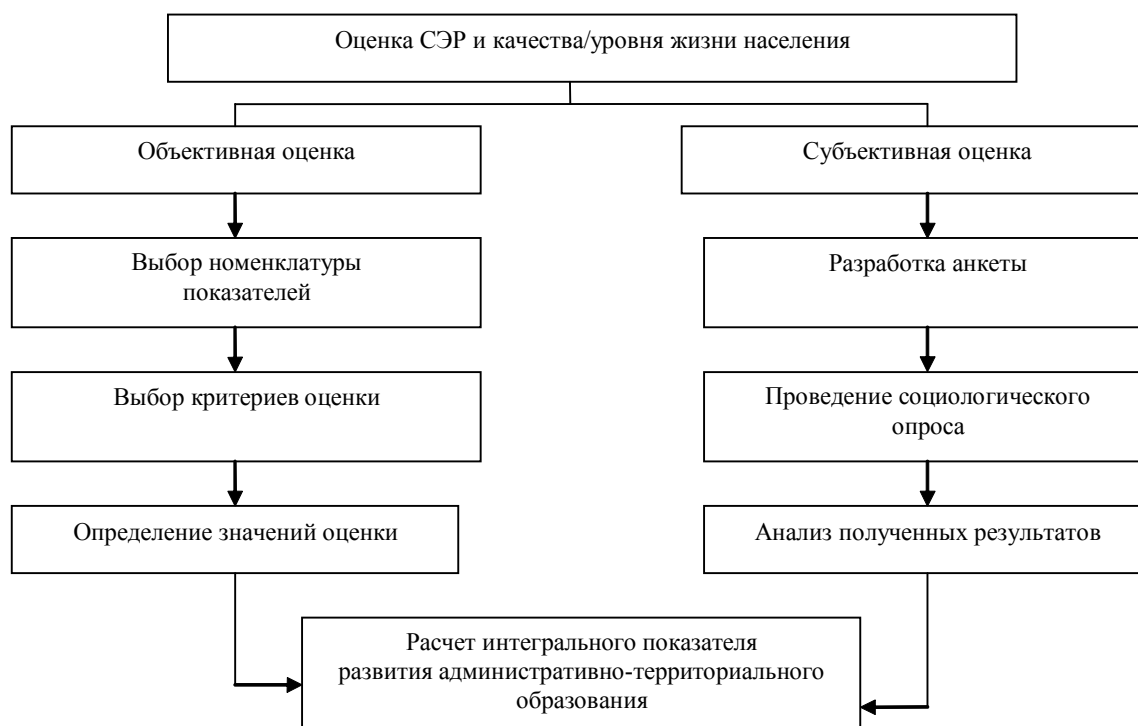 Оценка СЭР и качества/уровня жизни населения
Объективная оценка
Субъективная оценка
Выбор номенклатуры
показателей
Разработка анкеты
Выбор критериев оценки
Проведение социологического
опроса
Определение значений оценки
Анализ полученных результатов
Расчет интегрального показателя
развития административно-территориального
образования